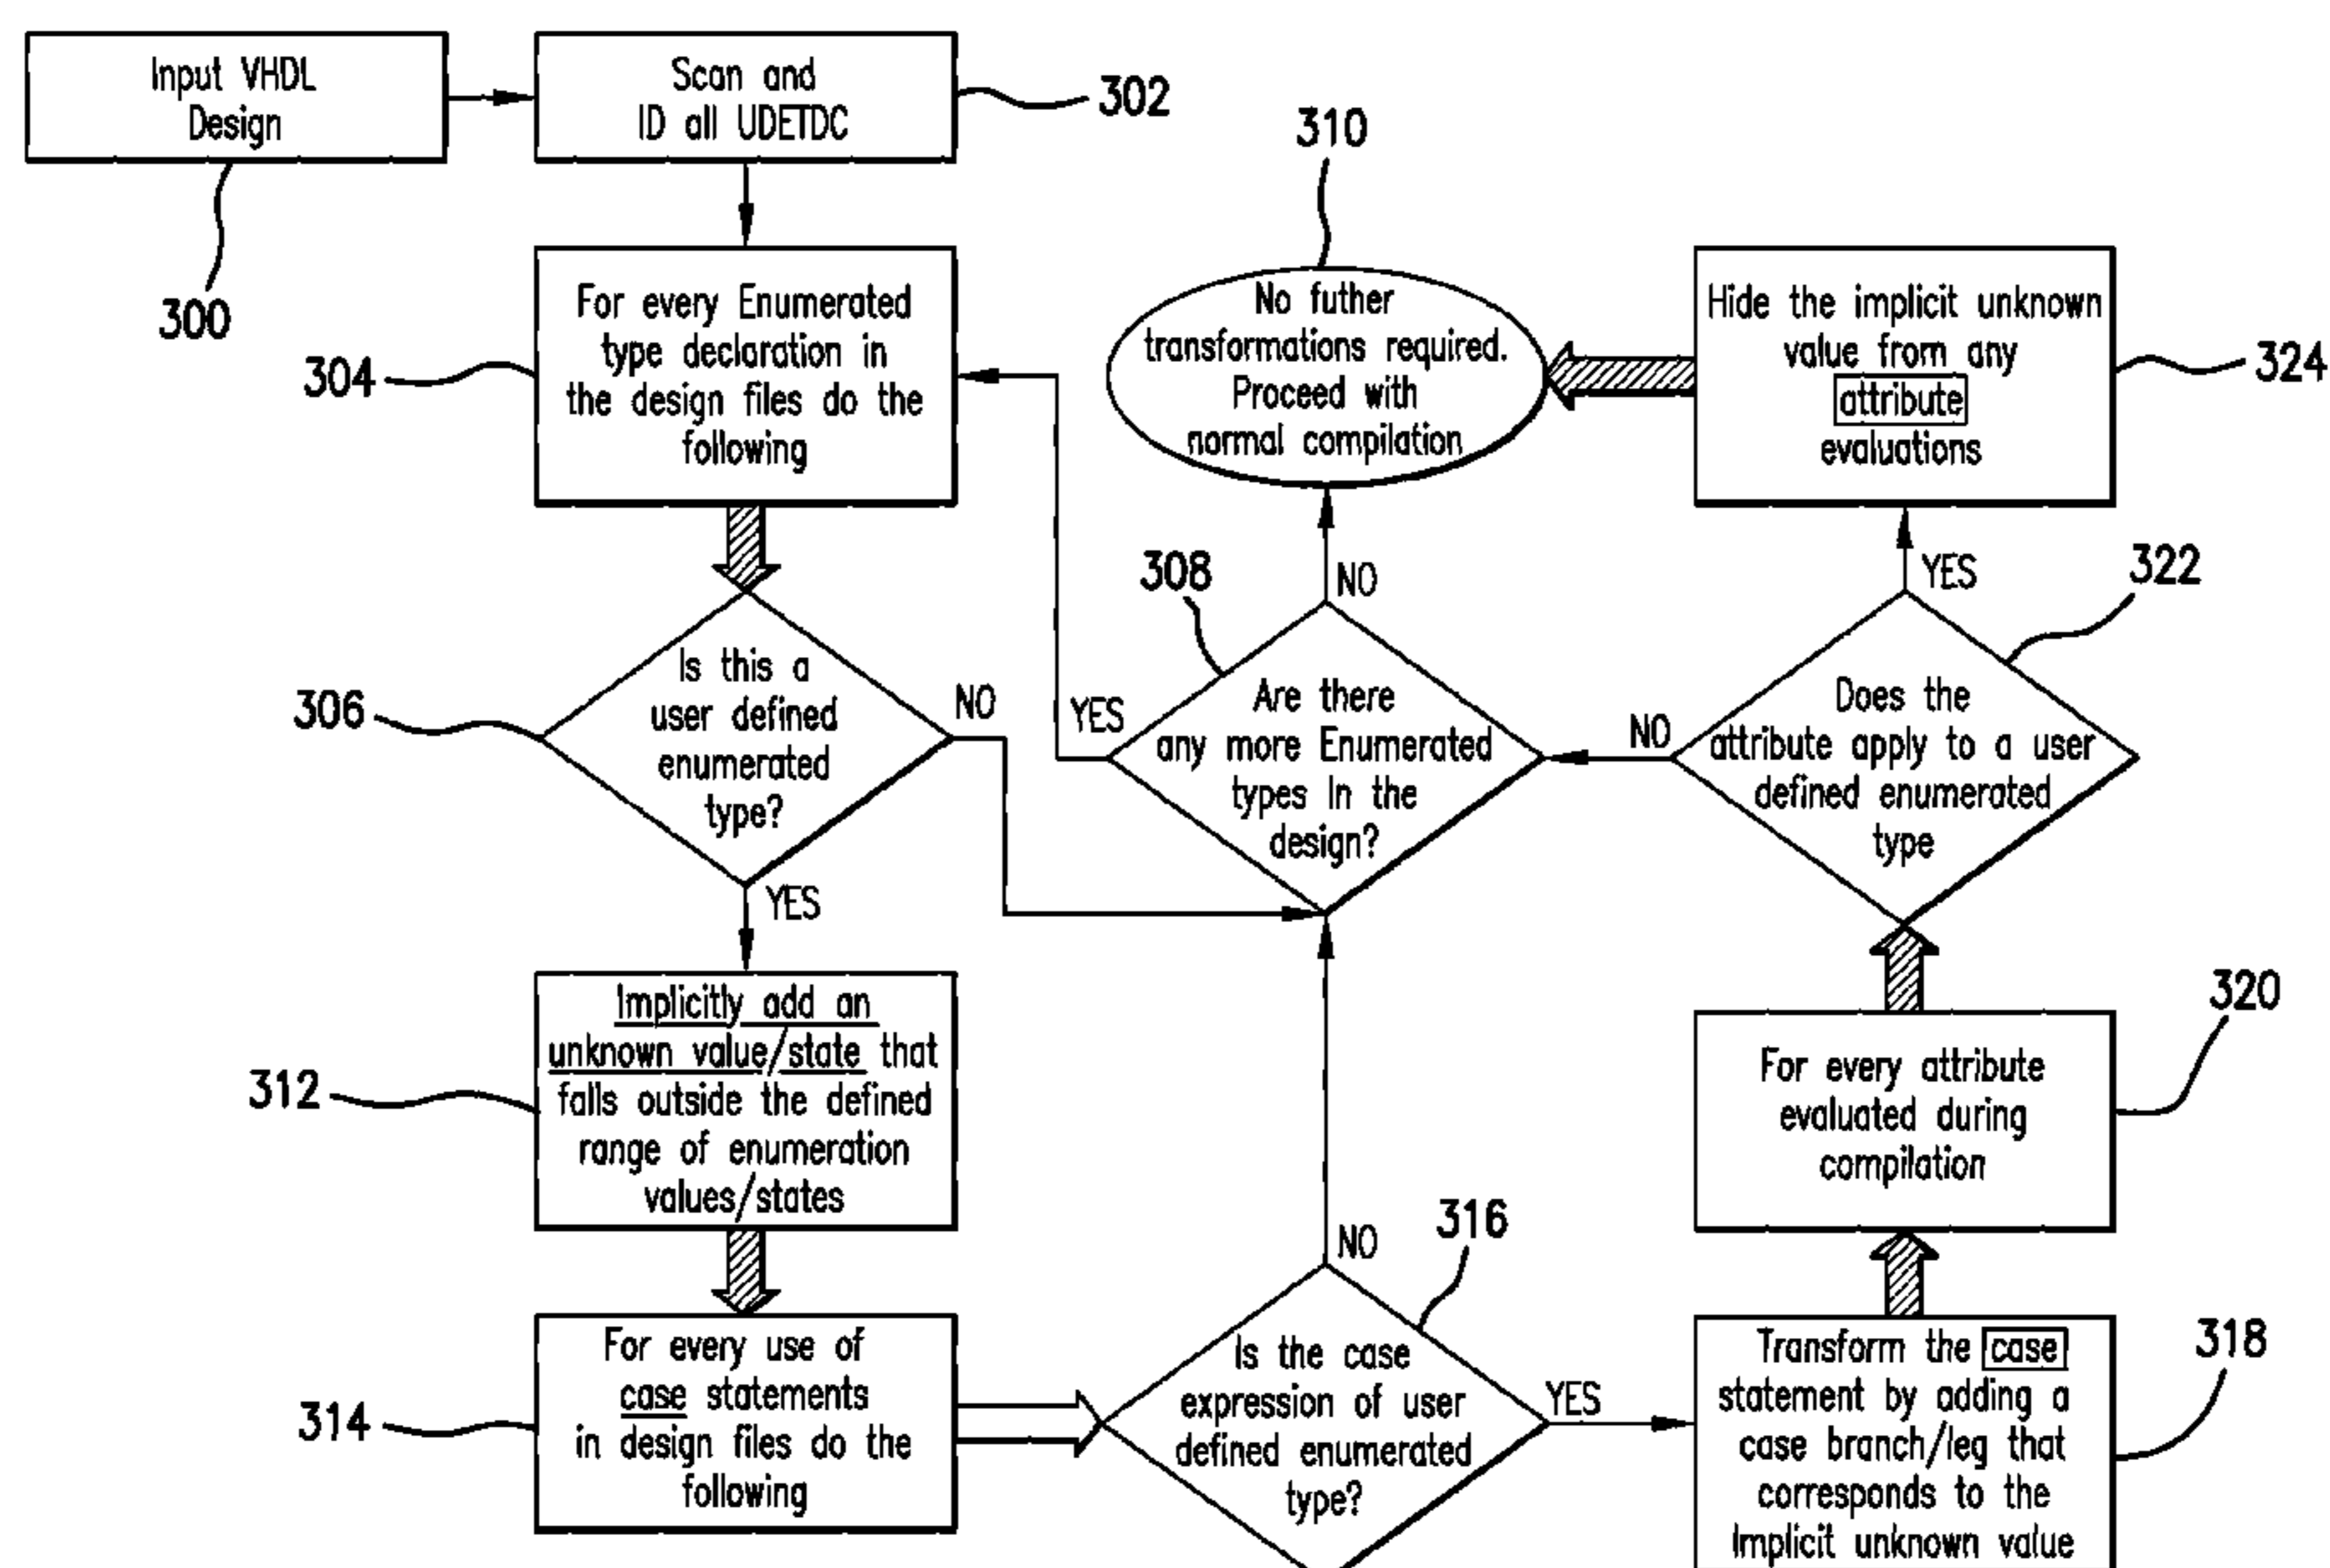 Input VHDL
Design
300
Scan and
ID all UDETDC
302
For every Enumerated
type declaration in
the design files do the
following
304
Is this a
user defined
enumerated
type?
306
NO
YES
Implicitly add an
unknown value/state that
falls outside the defined
range of enumeration
values/states
312
For every use of
case statements
in design files do the
following
314
310
No futher
transformations required.
Proceed with
normal compilation
308
NO
YES
Are there
any more Enumerated
types In the
design?
316
NO
Is the case
expression of user
defined enumerated
type?
YES
Hide the implicit unknown
value from any
attribute
evaluations
324
YES
322
NO
Does the
attribute apply to a user
defined enumerated
type
320
For every attribute
evaluated during
compilation
318
Transform the case
statement by adding a
case branch/leg that
corresponds to the
Implicit unknown value